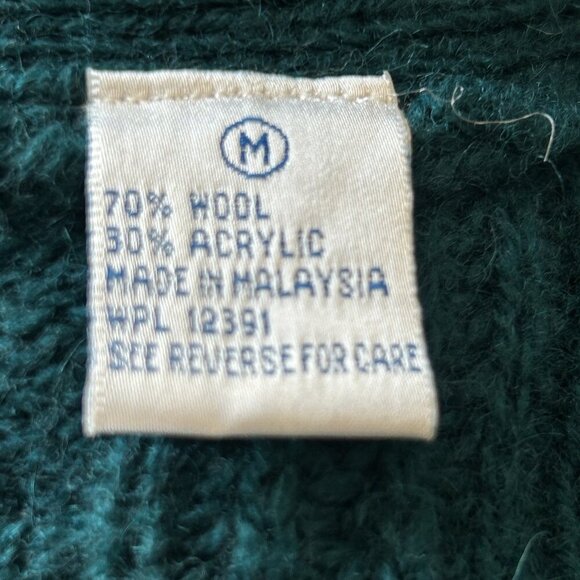 M
70% WOOL
30% ACRYLIC
MADE IN MALAYSIA
WPL 12391
SEE REVERSE FOR CARE